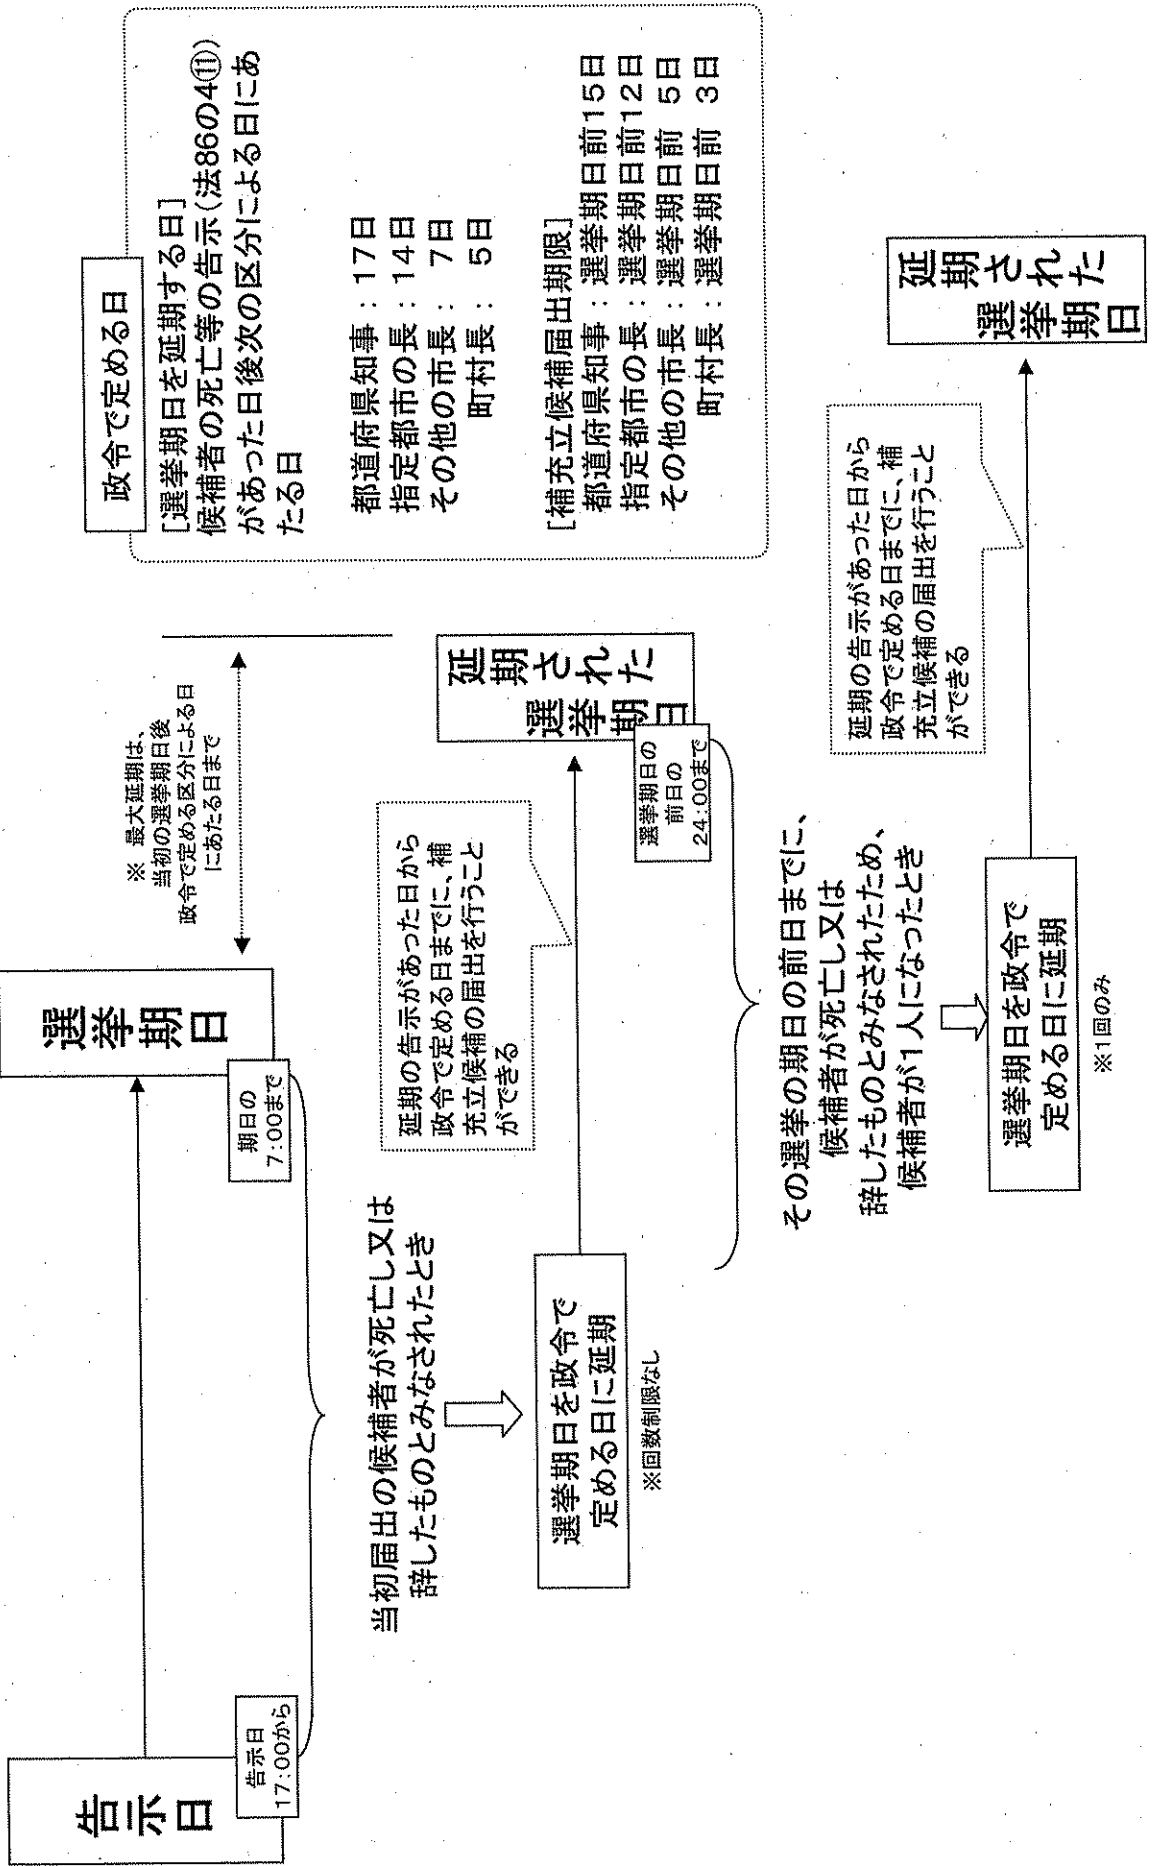 告示日
告示日
17:00から
選挙期日
期日の
7:00まで
※ 最大延期は、
当初の選挙期日後
政令で定める区分による日
にあたる日まで
当初届出の候補者が死亡し又は
辞したものとみなされたとき
選挙期日を政令で
定める日に延期
※回数制限なし
延期の告示があった日から
政令で定める日までに、補
充立候補の届出を行うこと
ができる
延期された
選挙期日
選挙期日の
前日の
24:00まで
その選挙の期日の前日までに、
候補者が死亡し又は
辞したものとみなされたため、
候補者が1人になったとき
選挙期日を政令で
定める日に延期
※1回のみ
延期の告示があった日から
政令で定める日までに、補
充立候補の届出を行うこと
ができる
延期された
選挙期日
政令で定める日
[選挙期日を延期する日]
候補者の死亡等の告示(法86の4⑪)
があった日後次の区分による日にあ
たる日
都道府県知事:17日
指定都市の長:14日
その他の市長: 7日
町村長: 5日
[補充立候補届出期限]
都道府県知事:選挙期日前15日
指定都市の長:選挙期日前12日
その他の市長:選挙期日前 5日
町村長:選挙期日前 3日